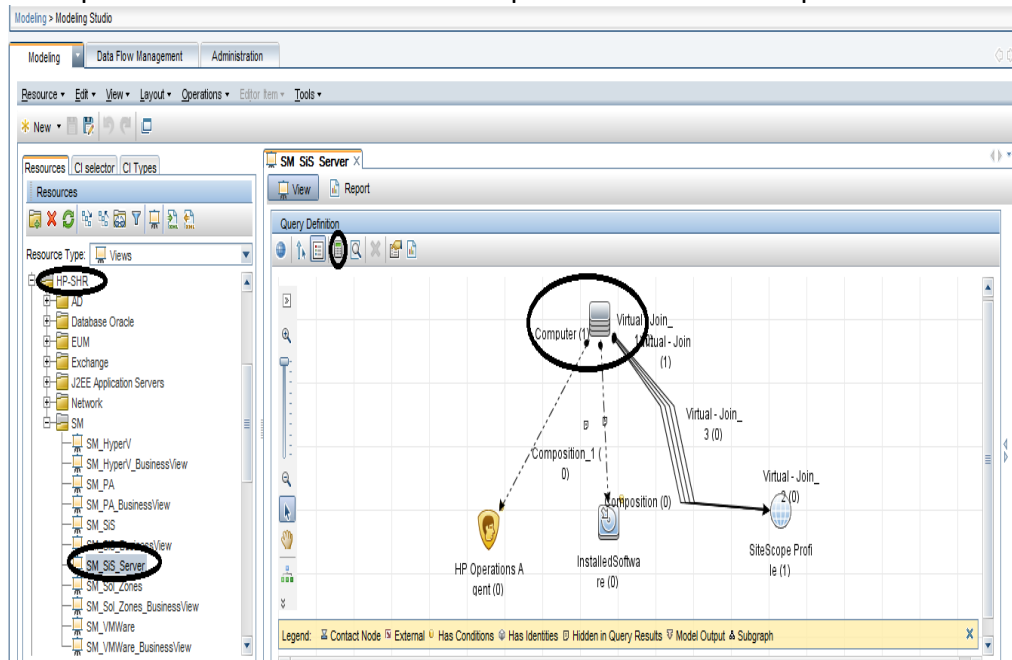 Modeling > Modeling Studio
Modeling
Data Flow Management
Administration
Resource
Edit
View
Layout
Operations
Editor Item
Tools
New
Resources
CI selector
CI Types
Resources
Resource Type:
Views
HP-SHR
AD
Database Oracle
EUM
Exchange
J2EE Application Servers
Network
SM
SM_HyperV
SM_HyperV_BusinessView
SM_PA
SM_PA_BusinessView
SM_SiS
SM_SiS_BusinessView
SM_SiS_Server
SM_Sol_Zones
SM_Sol_Zones_BusinessView
SM_VMWare
SM_VMWare_BusinessView
SM SiS Server
View
Report
Query Definition
Computer (1)
Virtual - Join_
Virtual - Join
(1)
Virtual - Join_
3 (0)
Composition_1 (
0)
Composition (0)
Virtual - Join_
2 (0)
HP Operations A
gent (0)
InstalledSoftwa
re (0)
SiteScope Profi
le (1)
Legend: Contact Node External Has Conditions Has Identities Hidden in Query Results Model Output Subgraph